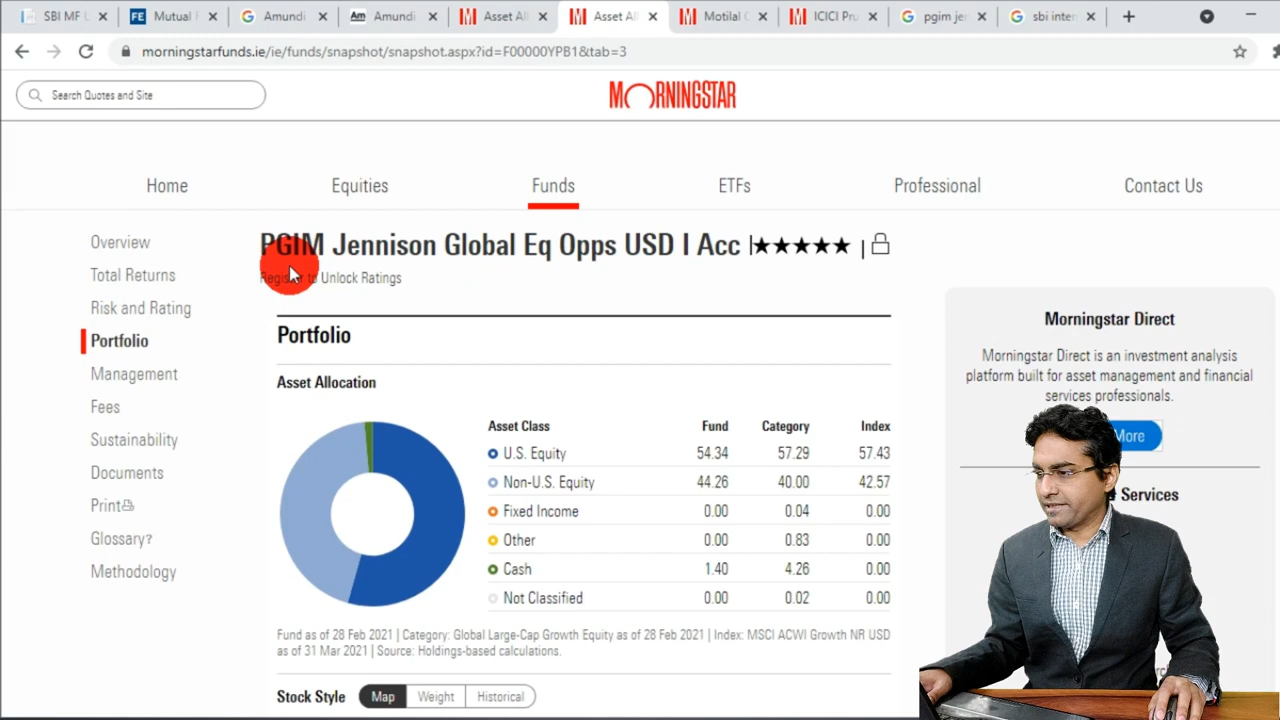 SBI MF L
Mutual F
Amundi
Amundi
Asset All
Asset All
Motilal O
ICICI Pru
pgim jen
sbi intern
morningstarfunds.ie/ie/funds/snapshot/snapshot.aspx?id=F00000YPB1&tab=3
Search Quotes and Site
MORNINGSTAR
Home
Equities
Funds
ETFs
Professional
Contact Us
Overview
Total Returns
Risk and Rating
Portfolio
Management
Fees
Sustainability
Documents
Print
Glossary?
Methodology
PGIM Jennison Global Eq Opps USD I Acc |★★★★★ |
Register to Unlock Ratings
Portfolio
Asset Allocation
Asset Class Fund Category Index
U.S. Equity 54.34 57.29 57.43
Non-U.S. Equity 44.26 40.00 42.57
Fixed Income 0.00 0.04 0.00
Other 0.00 0.83 0.00
Cash 1.40 4.26 0.00
Not Classified 0.00 0.02 0.00
Fund as of 28 Feb 2021 | Category: Global Large-Cap Growth Equity as of 28 Feb 2021 | Index: MSCI ACWI Growth NR USD
as of 31 Mar 2021 | Source: Holdings-based calculations.
Stock Style Map Weight Historical
Morningstar Direct
Morningstar Direct is an investment analysis
platform built for asset management and financial
services professionals.
More
Services